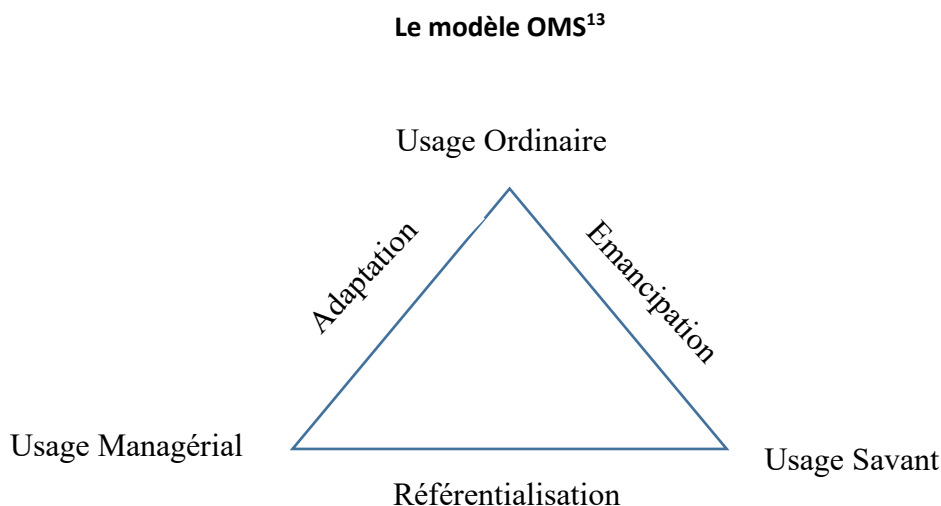 Le modèle OMS13
Usage Ordinaire
Adaptation
Emancipation
Usage Managérial
Usage Savant
Référentialisation